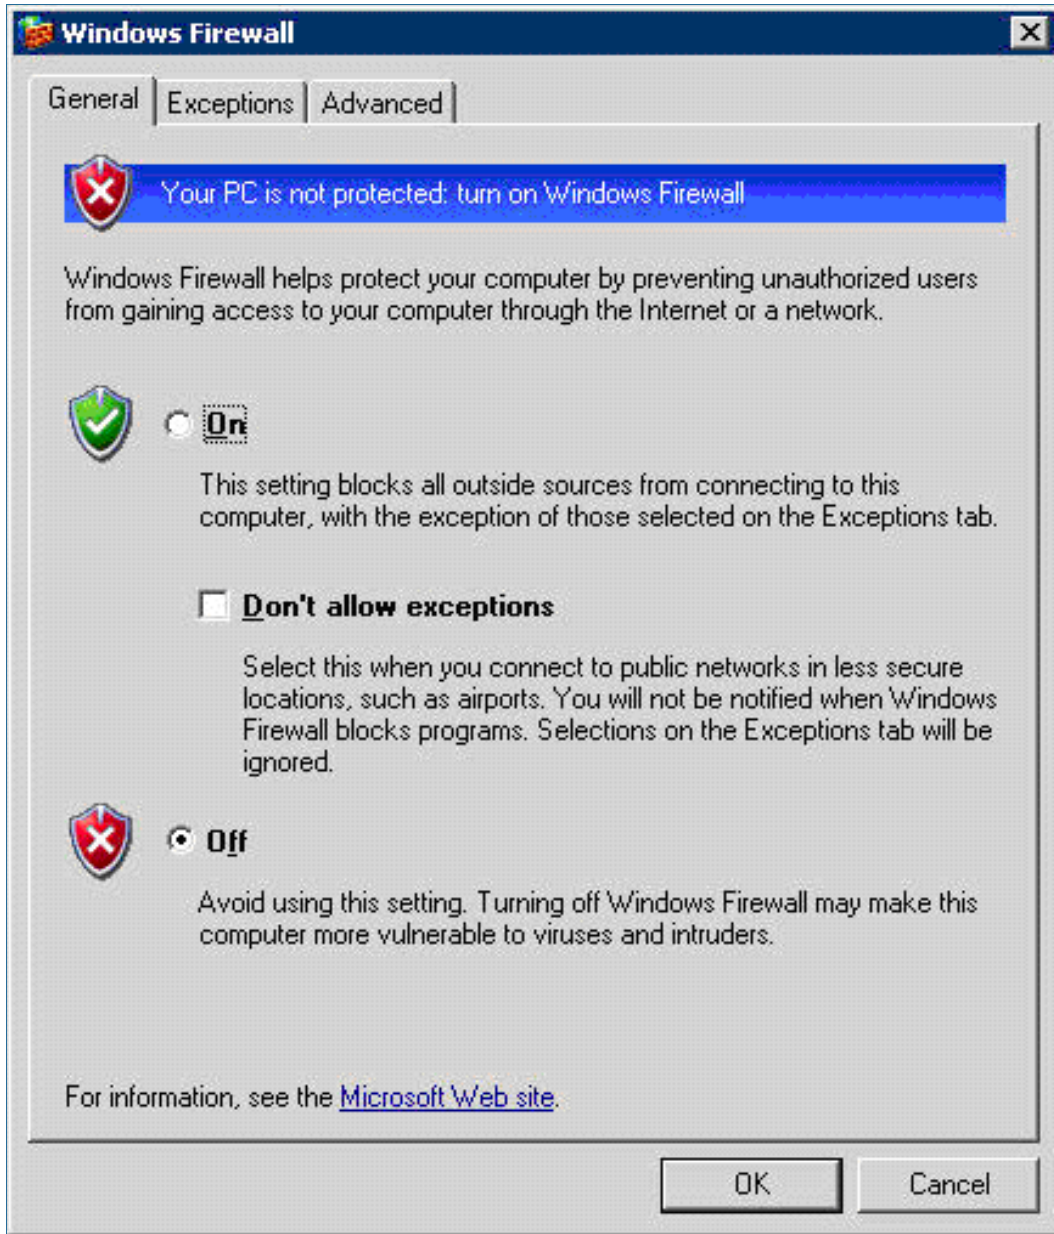 Windows Firewall
General Exceptions Advanced
Your PC is not protected: turn on Windows Firewall
Windows Firewall helps protect your computer by preventing unauthorized users
from gaining access to your computer through the Internet or a network.
On
This setting blocks all outside sources from connecting to this
computer, with the exception of those selected on the Exceptions tab.
Don't allow exceptions
Select this when you connect to public networks in less secure
locations, such as airports. You will not be notified when Windows
Firewall blocks programs. Selections on the Exceptions tab will be
ignored.
Off
Avoid using this setting. Turning off Windows Firewall may make this
computer more vulnerable to viruses and intruders.
For information, see the Microsoft Web site.
OK Cancel